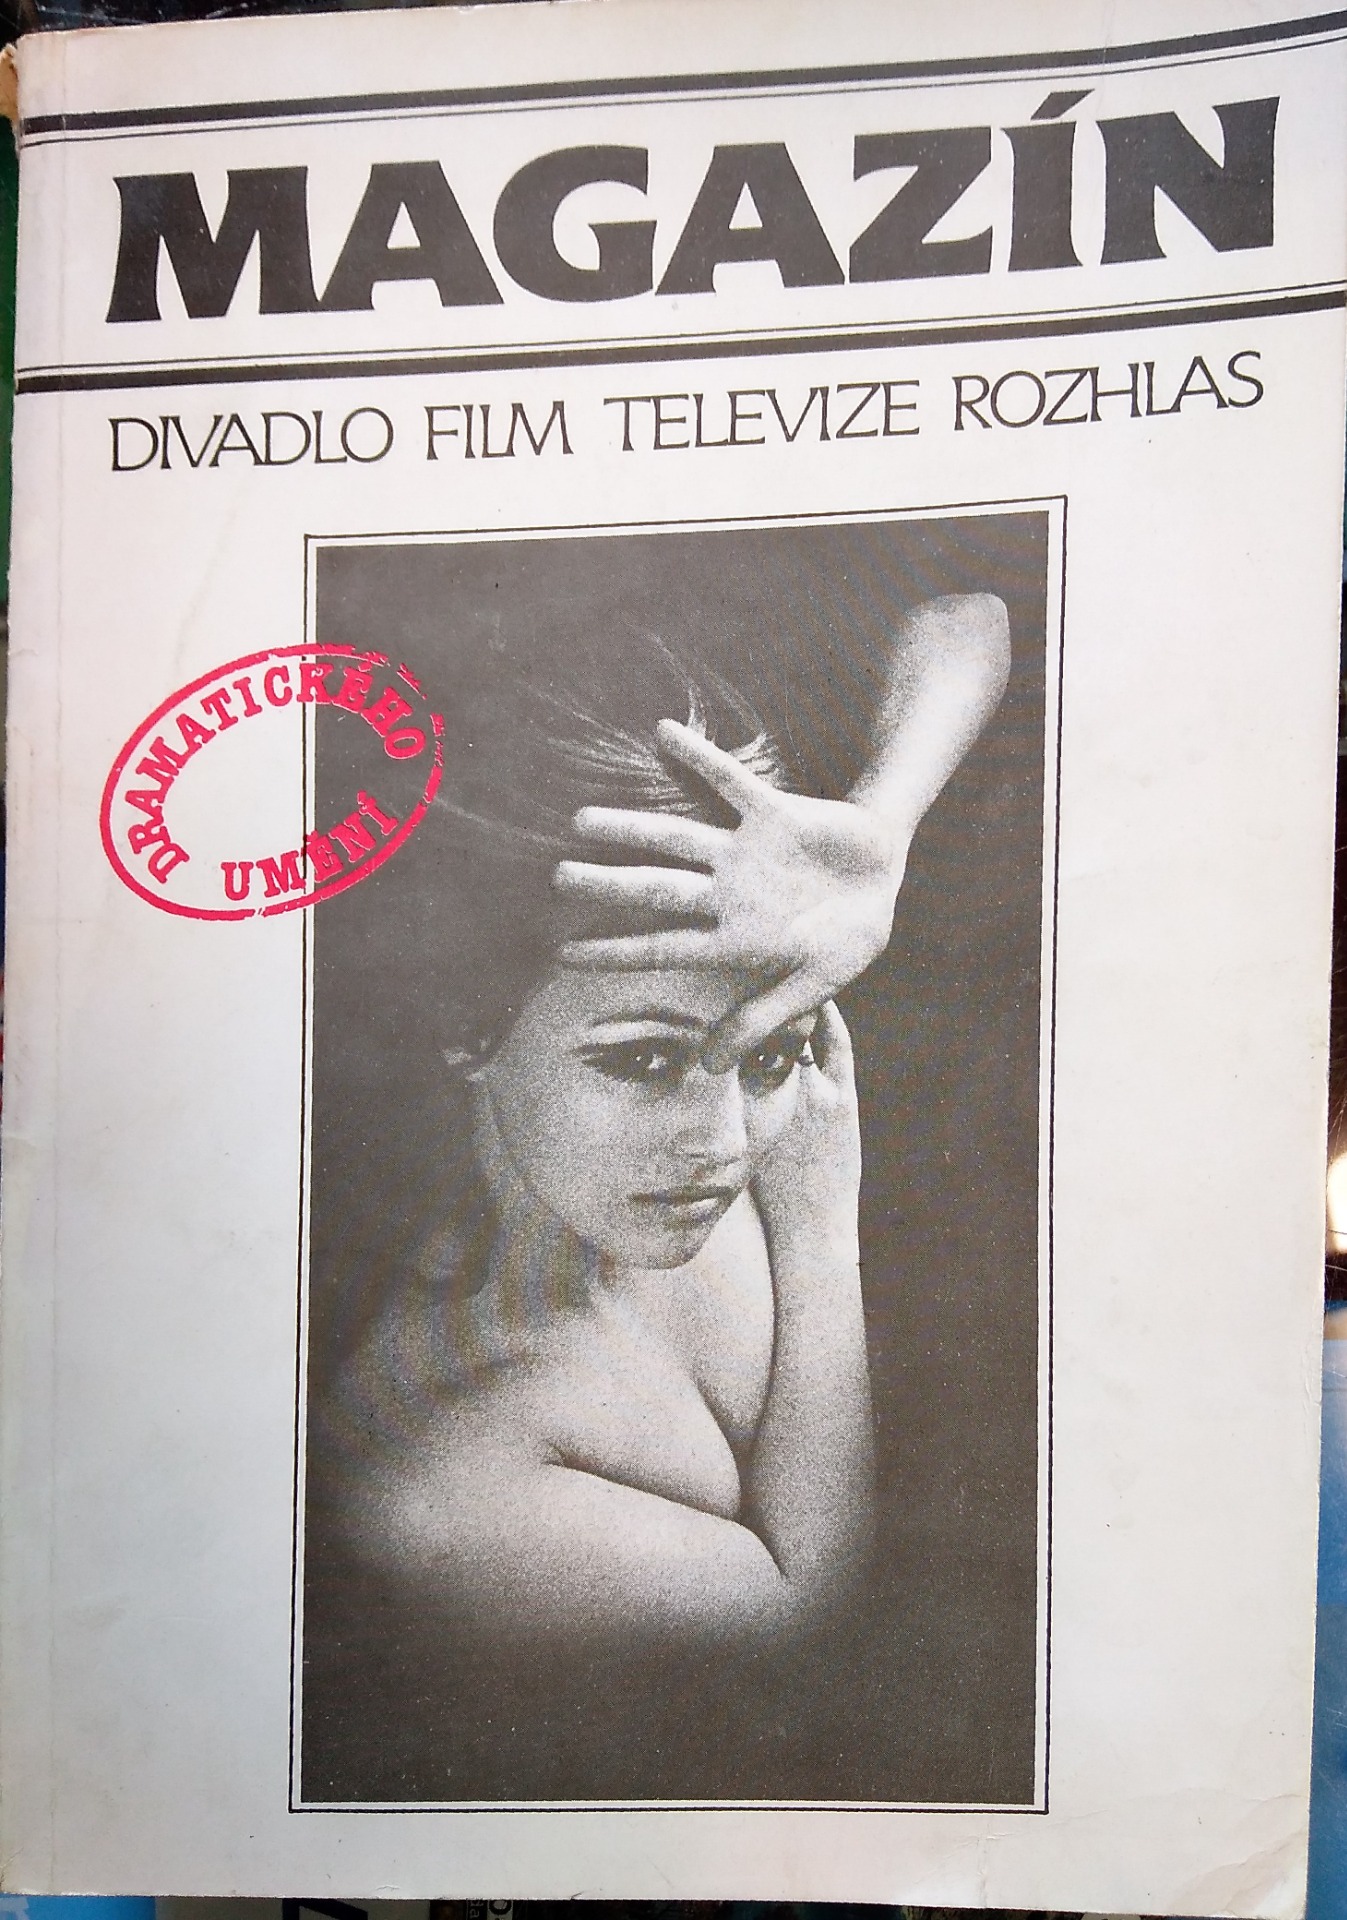 MAGAZÍN
DIVADLO FILM TELEVIZE ROZHLAS
DRAMATICKÉHO
UMĚNÍ